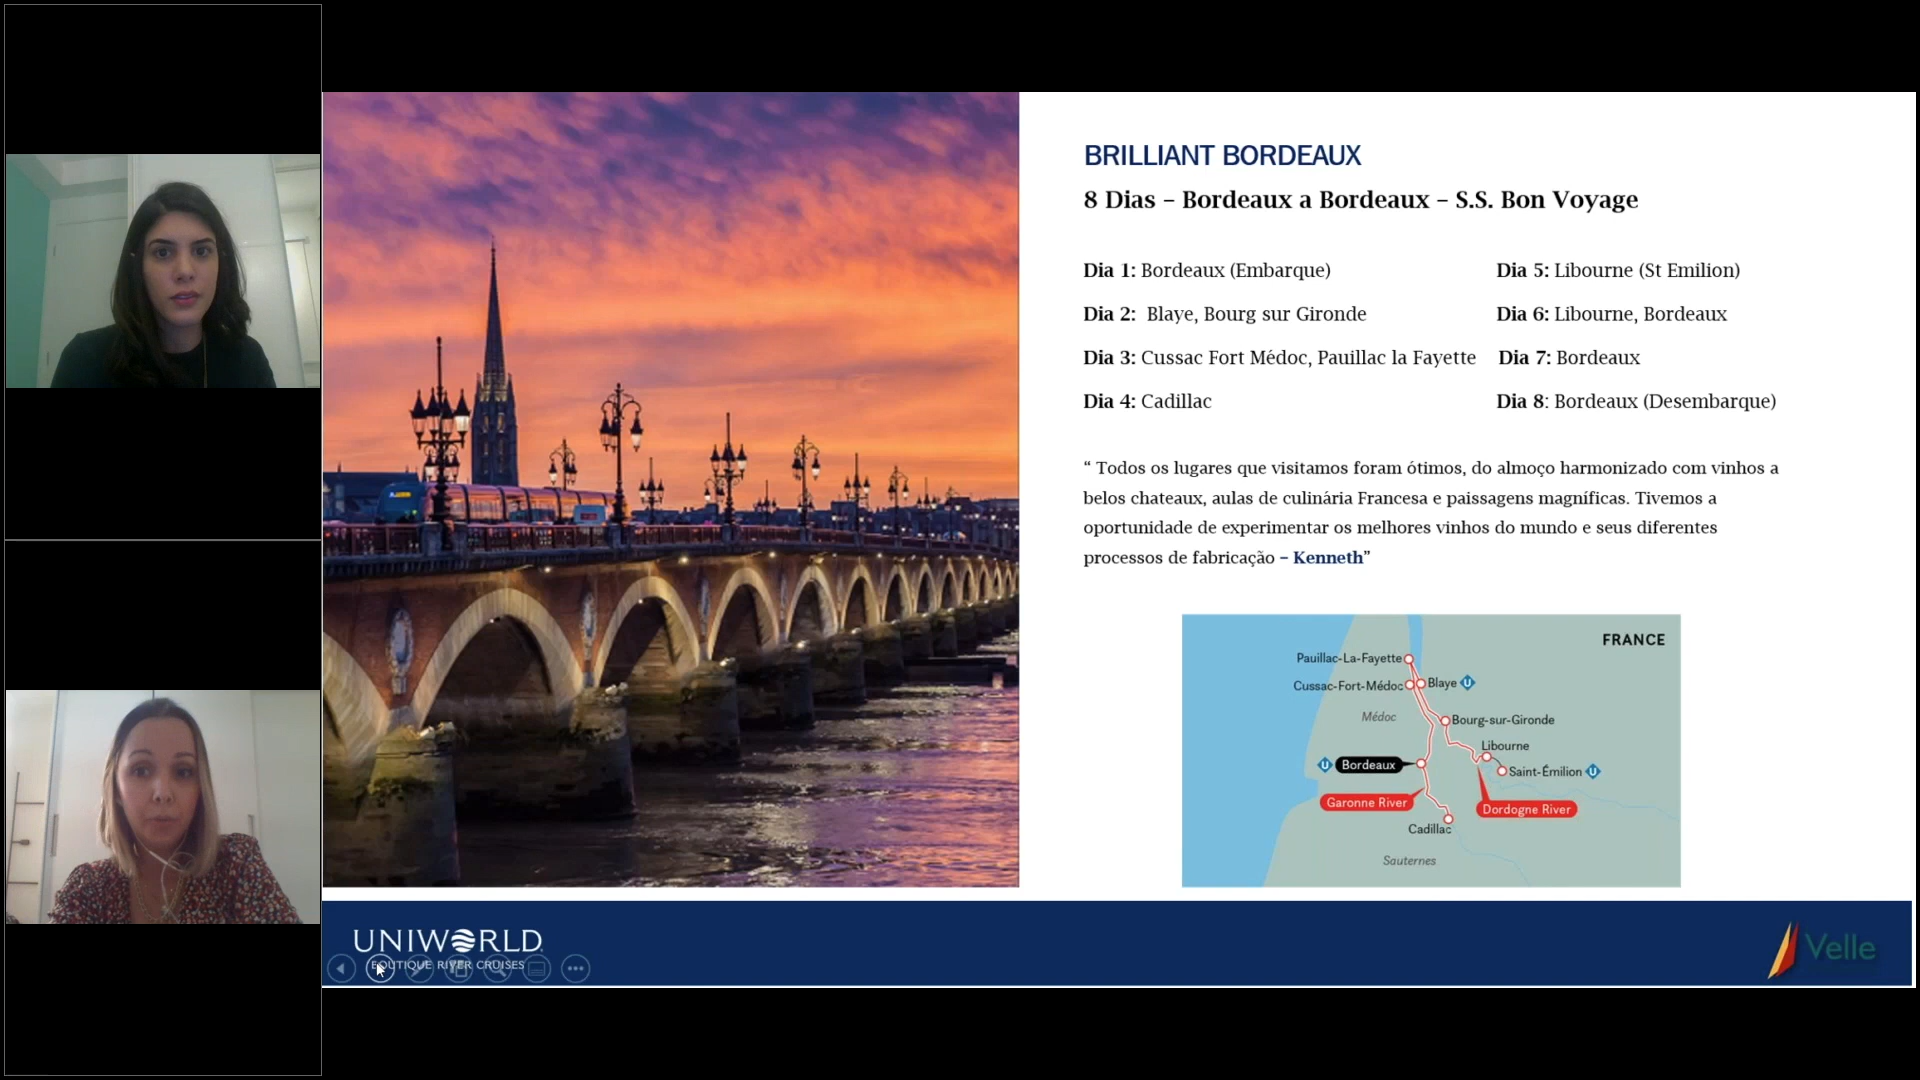 BRILLIANT BORDEAUX
8 Dias – Bordeaux a Bordeaux – S.S. Bon Voyage
Dia 1: Bordeaux (Embarque)
Dia 2: Blaye, Bourg sur Gironde
Dia 3: Cussac Fort Médoc, Pauillac la Fayette
Dia 4: Cadillac
Dia 5: Libourne (St Emilion)
Dia 6: Libourne, Bordeaux
Dia 7: Bordeaux
Dia 8: Bordeaux (Desembarque)
“ Todos os lugares que visitamos foram ótimos, do almoço harmonizado com vinhos a
belos chateaux, aulas de culinária Francesa e paissagens magníficas. Tivemos a
oportunidade de experimentar os melhores vinhos do mundo e seus diferentes
processos de fabricação – Kenneth”
FRANCE
Pauillac-La-Fayette
Cussac-Fort-Médoc
Blaye U
Médoc
Bourg-sur-Gironde
Libourne
U Bordeaux
Saint-Émilion U
Garonne River
Dordogne River
Cadillac
Sauternes
UNIWORLD
BOUTIQUE RIVER CRUISES
Velle